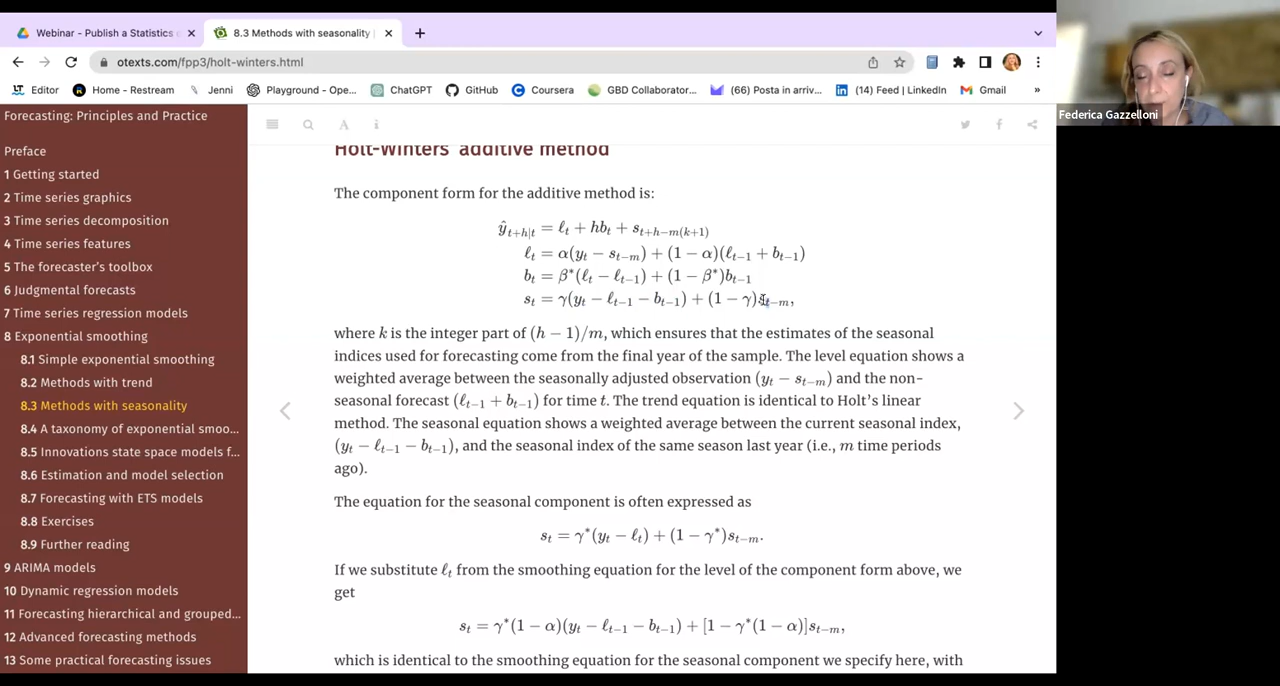 Webinar - Publish a Statistics
8.3 Methods with seasonality
otexts.com/fpp3/holt-winters.html
Editor
Home - Restream
Jenni
Playground - Ope...
ChatGPT
GitHub
Coursera
GBD Collaborator...
(66) Posta in arriv...
(14) Feed | LinkedIn
Gmail
»
Federica Gazzelloni
Forecasting: Principles and Practice
Preface
1 Getting started
2 Time series graphics
3 Time series decomposition
4 Time series features
5 The forecaster's toolbox
6 Judgmental forecasts
7 Time series regression models
8 Exponential smoothing
8.1 Simple exponential smoothing
8.2 Methods with trend
8.3 Methods with seasonality
8.4 A taxonomy of exponential smoo...
8.5 Innovations state space models f...
8.6 Estimation and model selection
8.7 Forecasting with ETS models
8.8 Exercises
8.9 Further reading
9 ARIMA models
10 Dynamic regression models
11 Forecasting hierarchical and grouped...
12 Advanced forecasting methods
13 Some practical forecasting issues
Holt-Winters' additive method
The component form for the additive method is:
ŷ_{t+h|t} = ℓ_t + hb_t + s_{t+h−m(k+1)}
ℓ_t = α(y_t − s_{t−m}) + (1 − α)(ℓ_{t−1} + b_{t−1})
b_t = β*(ℓ_t − ℓ_{t−1}) + (1 − β*)b_{t−1}
s_t = γ(y_t − ℓ_{t−1} − b_{t−1}) + (1 − γ)s_{t−m},
where k is the integer part of (h − 1)/m, which ensures that the estimates of the seasonal
indices used for forecasting come from the final year of the sample. The level equation shows a
weighted average between the seasonally adjusted observation (y_t − s_{t−m}) and the non-
seasonal forecast (ℓ_{t−1} + b_{t−1}) for time t. The trend equation is identical to Holt's linear
method. The seasonal equation shows a weighted average between the current seasonal index,
(y_t − ℓ_{t−1} − b_{t−1}), and the seasonal index of the same season last year (i.e., m time periods
ago).
The equation for the seasonal component is often expressed as
s_t = γ*(y_t − ℓ_t) + (1 − γ*)s_{t−m}.
If we substitute ℓ_t from the smoothing equation for the level of the component form above, we
get
s_t = γ*(1 − α)(y_t − ℓ_{t−1} − b_{t−1}) + [1 − γ*(1 − α)]s_{t−m},
which is identical to the smoothing equation for the seasonal component we specify here, with